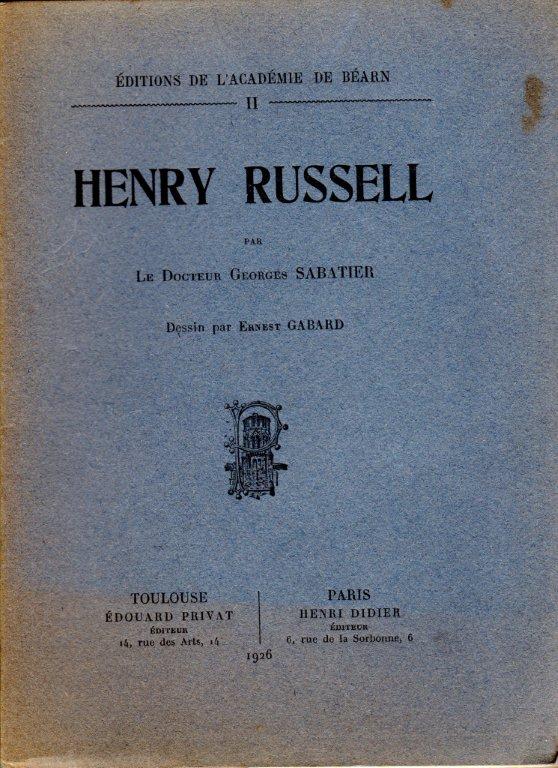 ÉDITIONS DE L'ACADÉMIE DE BÉARN
II
HENRY RUSSELL
PAR
LE DOCTEUR GEORGES SABATIER
Dessin par ERNEST GABARD
TOULOUSE
ÉDOUARD PRIVAT
ÉDITEUR
14, rue des Arts, 14
PARIS
HENRI DIDIER
ÉDITEUR
6, rue de la Sorbonne, 6
1926